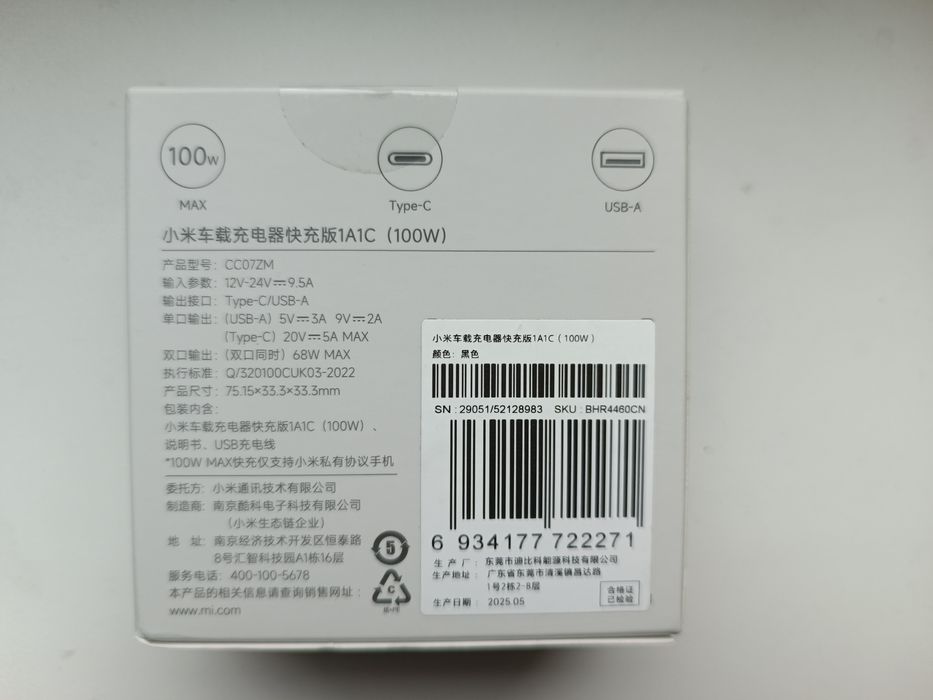 100w
MAX
Type-C
USB-A
小米车载充电器快充版1A1C（100W）
产品型号：CC07ZM
输入参数：12V-24V⎓9.5A
输出接口：Type-C/USB-A
单口输出：（USB-A）5V⎓3A 9V⎓2A
（Type-C）20V⎓5A MAX
双口输出：（双口同时）68W MAX
执行标准：Q/320100CUK03-2022
产品尺寸：75.15×33.3×33.3mm
包装内含：
小米车载充电器快充版1A1C（100W）、
说明书、USB充电线
*100W MAX快充仅支持小米私有协议手机
委托方：小米通讯技术有限公司
制造商：南京酷科电子科技有限公司
（小米生态链企业）
地 址：南京经济技术开发区恒泰路
8号汇智科技园A1栋16层
服务电话：400-100-5678
本产品的相关信息请查询销售网址：
www.mi.com
5
C
小米车载充电器快充版1A1C（100W）
颜色：黑色
SN : 29051/52128983 SKU : BHR4460CN
6 934177 722271
生 产 厂：东莞市迪比科能源科技有限公司
生产地址：广东省东莞市清溪镇昌达路
1号2栋2-8层
生产日期：2025.05
合格证
已检验